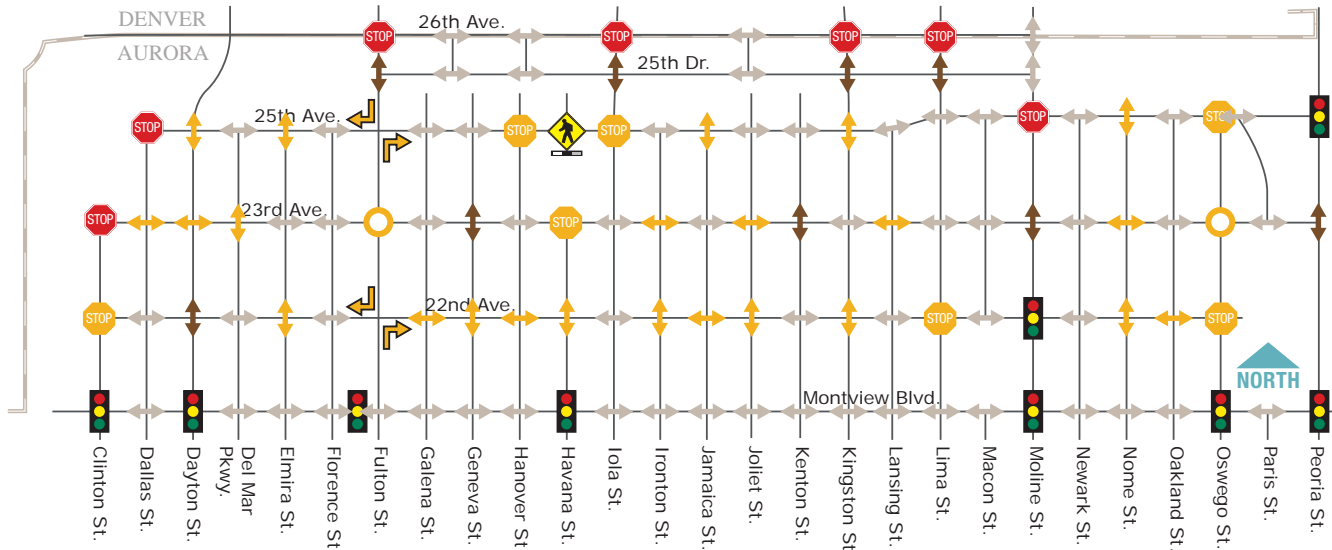 DENVER
AURORA
26th Ave.
STOP
STOP
STOP
STOP
25th Dr.
25th Ave.
STOP
STOP
STOP
STOP
STOP
23rd Ave.
STOP
STOP
22nd Ave.
STOP
STOP
STOP
NORTH
Montview Blvd.
Clinton St.
Dallas St.
Dayton St.
Del Mar
Pkwy.
Elmira St.
Florence St
Fulton St.
Galena St.
Geneva St.
Hanover St.
Havana St.
Iola St.
Ironton St.
Jamaica St.
Joliet St.
Kenton St.
Kingston St
Lansing St.
Lima St.
Macon St.
Moline St.
Newark St.
Nome St.
Oakland St.
Oswego St.
Paris St.
Peoria St.